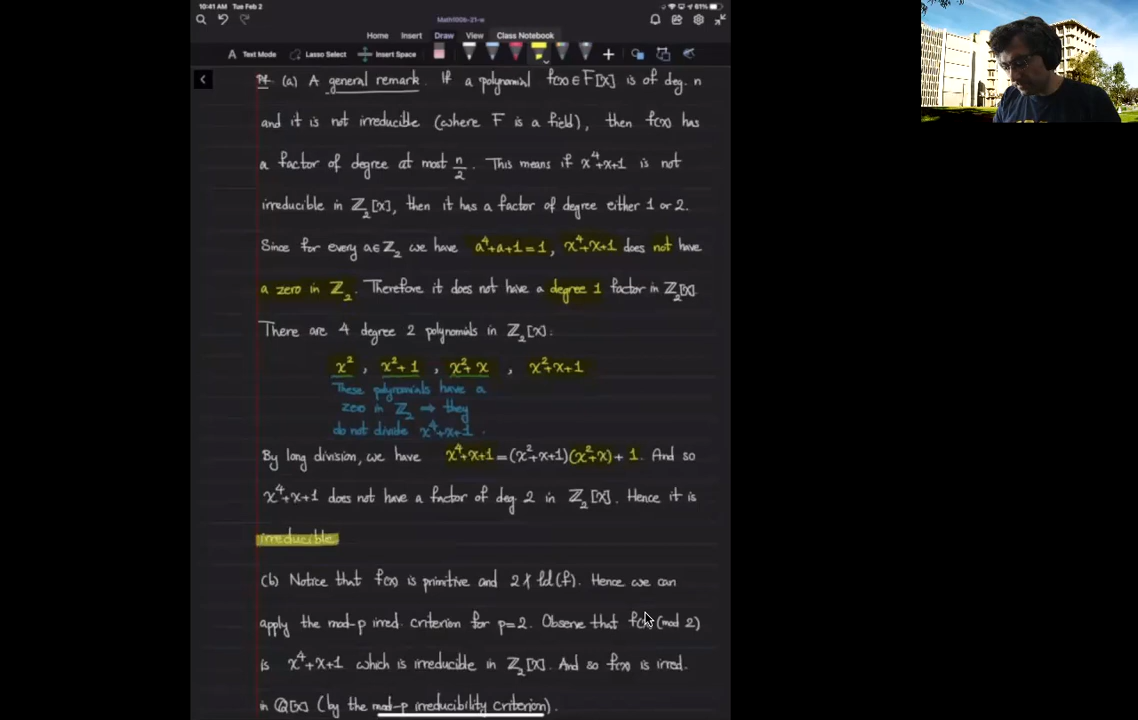 10:41 AM Tue Feb 2
61%
Math100b-21-w
Home Insert Draw View Class Notebook
Text Mode Lasso Select Insert Space
Pf. (a) A general remark. If a polynomial f(x) ∈ F[x] is of deg. n
and it is not irreducible (where F is a field), then f(x) has
a factor of degree at most n/2. This means if x⁴+x+1 is not
irreducible in ℤ₂[x], then it has a factor of degree either 1 or 2.
Since for every a∈ℤ₂ we have a⁴+a+1=1, x⁴+x+1 does not have
a zero in ℤ₂. Therefore it does not have a degree 1 factor in ℤ₂[x].
There are 4 degree 2 polynomials in ℤ₂[x]:
x², x²+1, x²+x, x²+x+1
These polynomials have a
zero in ℤ₂ ⇒ they
do not divide x⁴+x+1.
By long division, we have x⁴+x+1=(x²+x+1)(x²+x)+1. And so
x⁴+x+1 does not have a factor of deg. 2 in ℤ₂[x]. Hence it is
irreducible.
(b) Notice that f(x) is primitive and 2∤ld(f). Hence we can
apply the mod-p irred. criterion for p=2. Observe that f(x) (mod 2)
is x⁴+x+1 which is irreducible in ℤ₂[x]. And so f(x) is irred.
in ℚ[x] (by the mod-p irreducibility criterion).